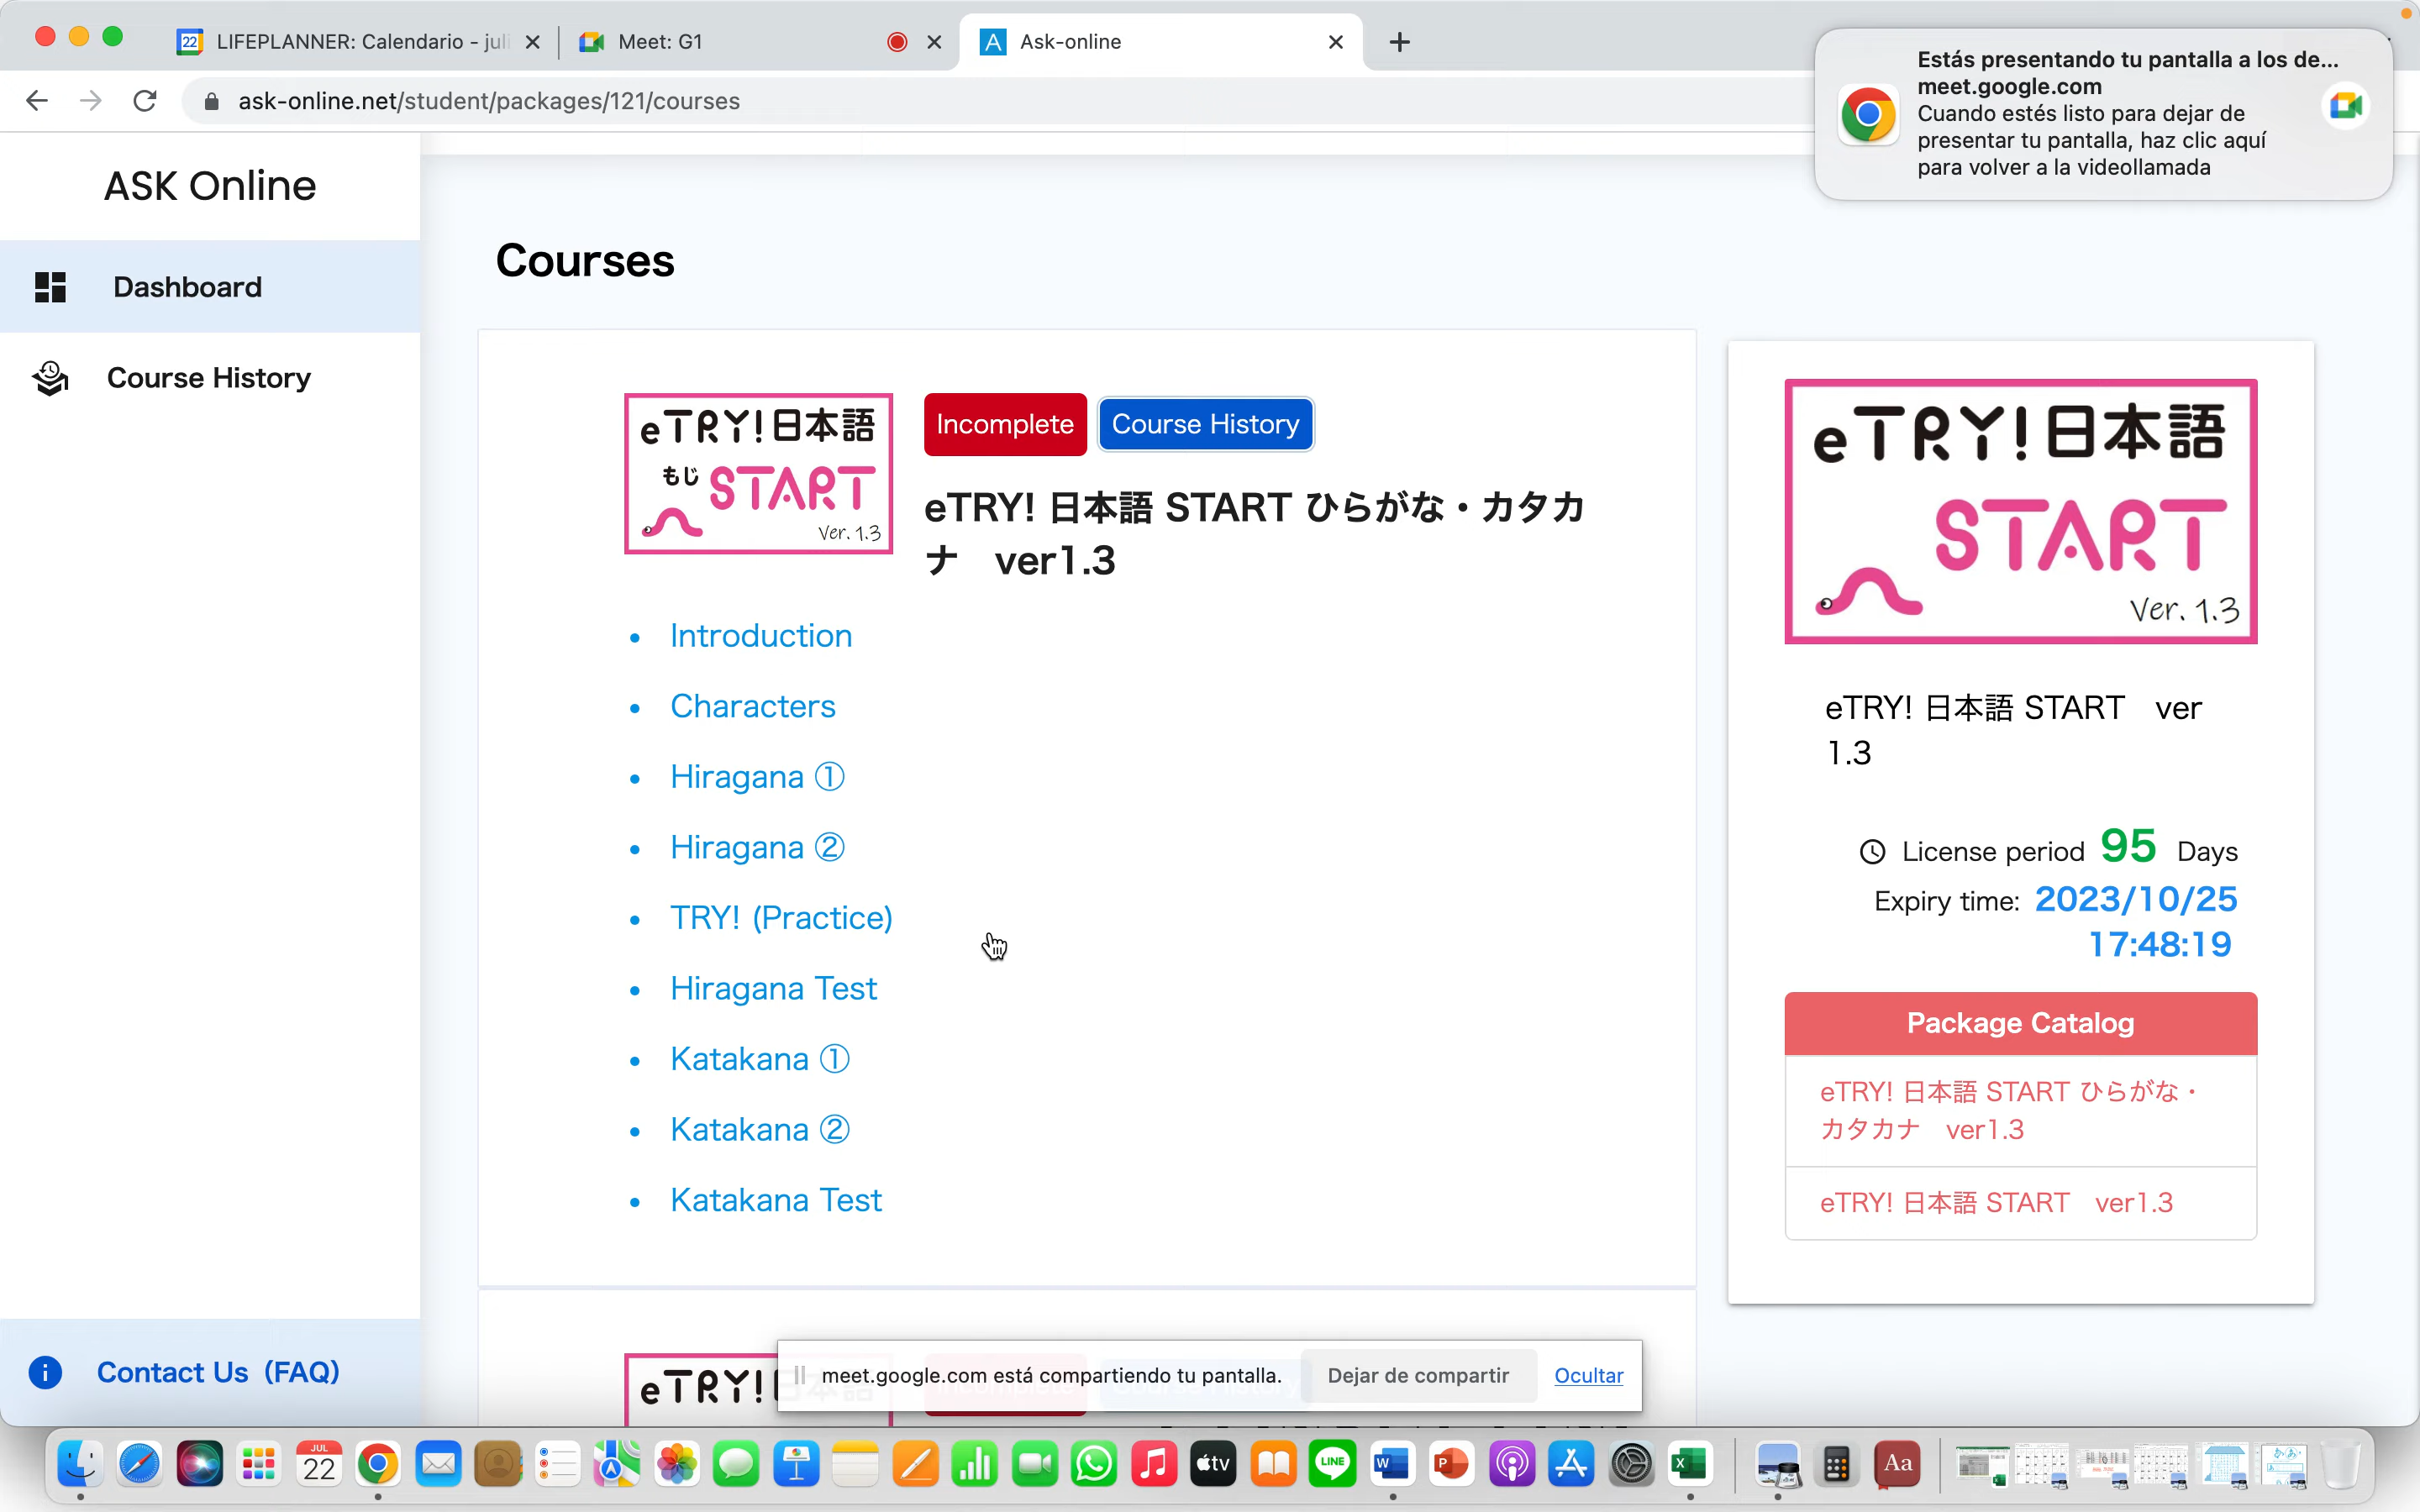 LIFEPLANNER: Calendario - juli
Meet: G1
Ask-online
ask-online.net/student/packages/121/courses
Estás presentando tu pantalla a los de...
meet.google.com
Cuando estés listo para dejar de
presentar tu pantalla, haz clic aquí
para volver a la videollamada
ASK Online
Dashboard
Course History
Contact Us (FAQ)
Courses
eTRY!日本語
もじ START
Ver. 1.3
Incomplete
Course History
eTRY! 日本語 START ひらがな・カタカ
ナ ver1.3
• Introduction
• Characters
• Hiragana ①
• Hiragana ②
• TRY! (Practice)
• Hiragana Test
• Katakana ①
• Katakana ②
• Katakana Test
eTRY!日本語
START
Ver. 1.3
eTRY! 日本語 START ver
1.3
License period 95 Days
Expiry time: 2023/10/25
17:48:19
Package Catalog
eTRY! 日本語 START ひらがな・
カタカナ ver1.3
eTRY! 日本語 START ver1.3
eTRY!
meet.google.com está compartiendo tu pantalla.
Dejar de compartir
Ocultar
JUL
22
tv
LINE
W
P
X
Aa